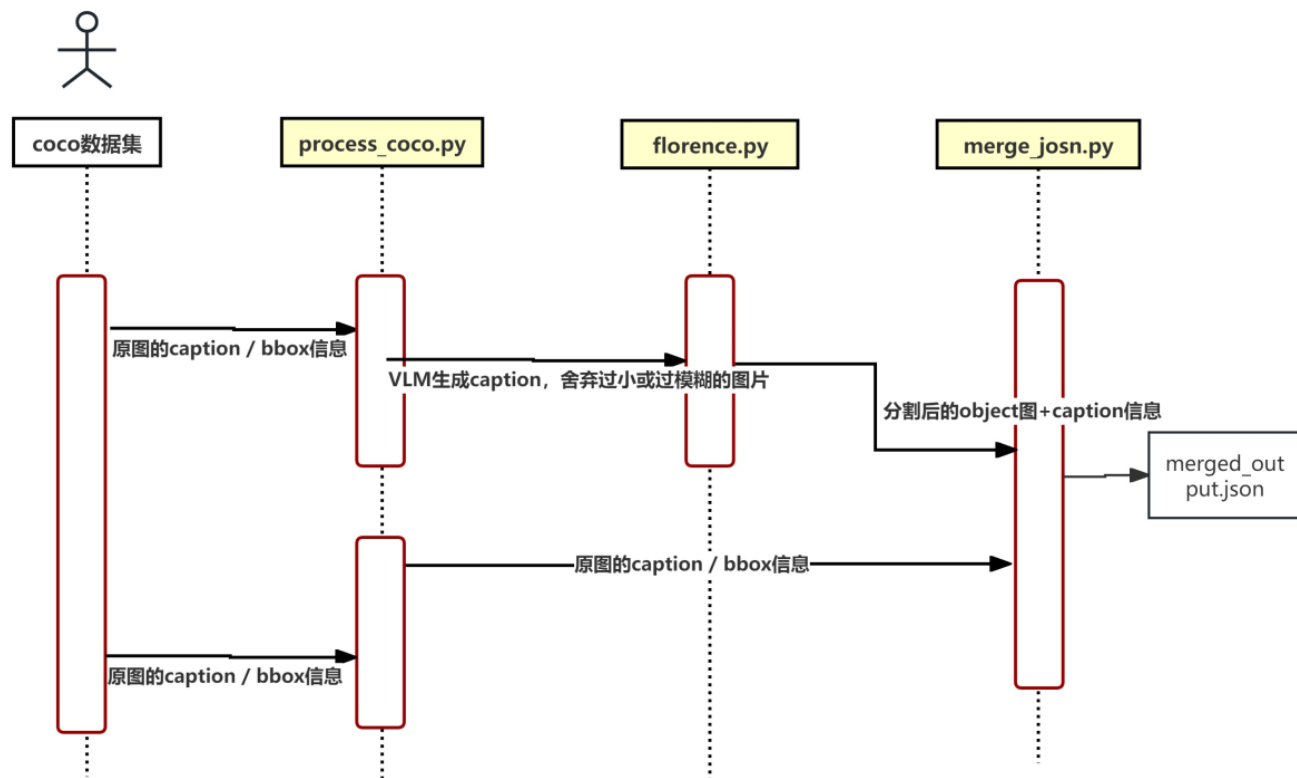 coco数据集
process_coco.py
florence.py
merge_josn.py
原图的caption / bbox信息
VLM生成caption，舍弃过小或过模糊的图片
分割后的object图+caption信息
merged_out
put.json
原图的caption / bbox信息
原图的caption / bbox信息